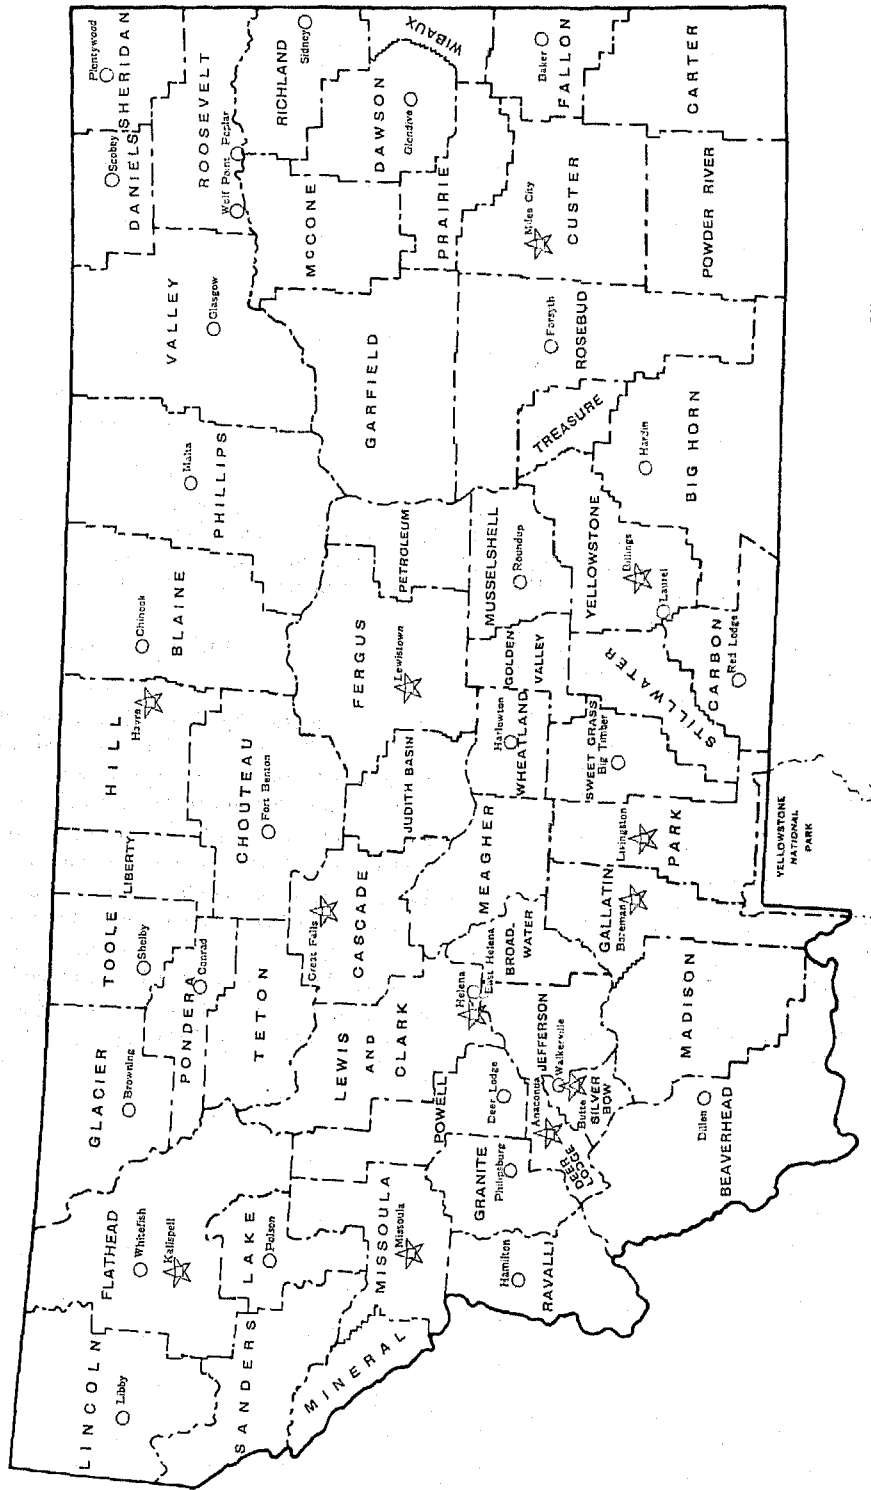 LINCOLN
Libby
FLATHEAD
Whitefish
Kalispell
GLACIER
Browning
TOOLE
Shelby
LIBERTY
HILL
Havre
BLAINE
Chinook
PHILLIPS
Malta
VALLEY
Glasgow
DANIELS
Scobey
SHERIDAN
Plentywood
ROOSEVELT
Wolf Point
Poplar
SANDERS
LAKE
Polson
PONDERA
Conrad
TETON
CHOUTEAU
Fort Benton
RICHLAND
Sidney
McCONE
GARFIELD
DAWSON
Glendive
WIBAUX
PRAIRIE
MINERAL
MISSOULA
Missoula
LEWIS
AND
CLARK
Great Falls
CASCADE
JUDITH BASIN
FERGUS
Lewistown
PETROLEUM
POWELL
Deer Lodge
Helena
East Helena
BROAD-
WATER
MEAGHER
Harlowton
WHEATLAND
GOLDEN
VALLEY
MUSSELSHELL
Roundup
TREASURE
ROSEBUD
Forsyth
CUSTER
Miles City
FALLON
Baker
RAVALLI
Hamilton
GRANITE
Philipsburg
DEER
LODGE
Anaconda
Butte
SILVER
BOW
Walkerville
JEFFERSON
GALLATIN
Bozeman
PARK
Livingston
SWEET GRASS
Big Timber
STILLWATER
YELLOWSTONE
Billings
Laurel
BIG HORN
Hardin
POWDER RIVER
CARTER
BEAVERHEAD
Dillon
MADISON
CARBON
Red Lodge
YELLOWSTONE
NATIONAL
PARK